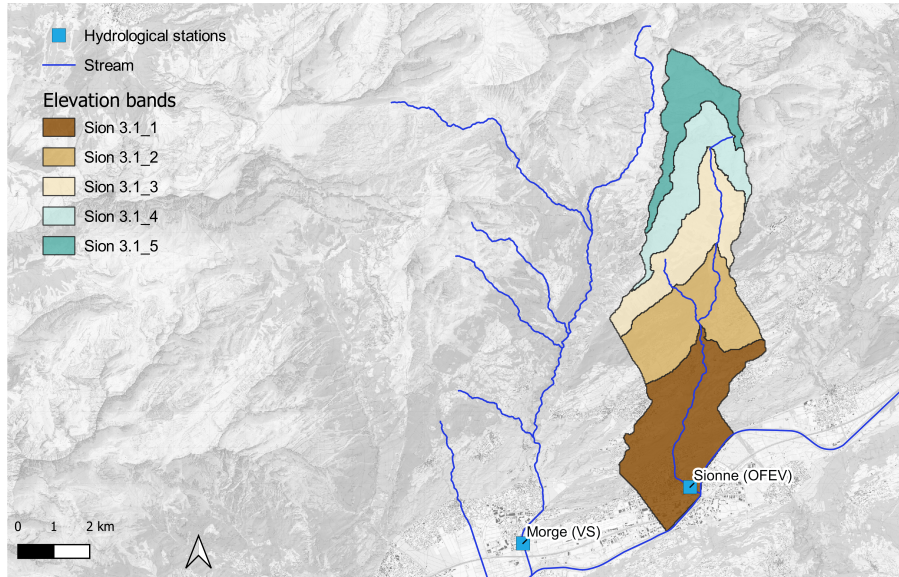 Hydrological stations
Stream
Elevation bands
Sion 3.1_1
Sion 3.1_2
Sion 3.1_3
Sion 3.1_4
Sion 3.1_5
Sionne (OFEV)
Morge (VS)
0 1 2 km